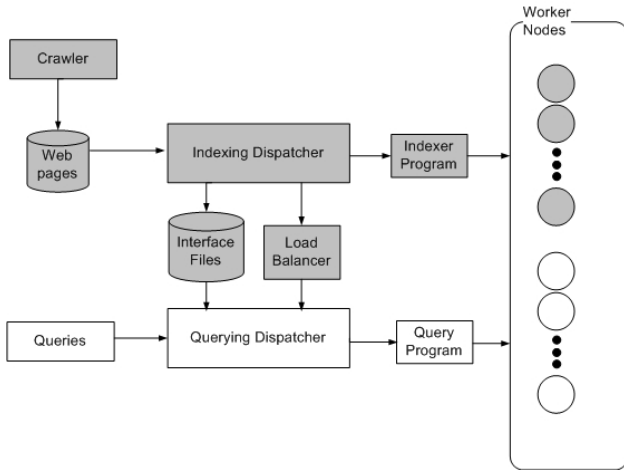 Worker
Nodes
Crawler
Web
pages
Indexing Dispatcher
Indexer
Program
Interface
Files
Load
Balancer
Queries
Querying Dispatcher
Query
Program